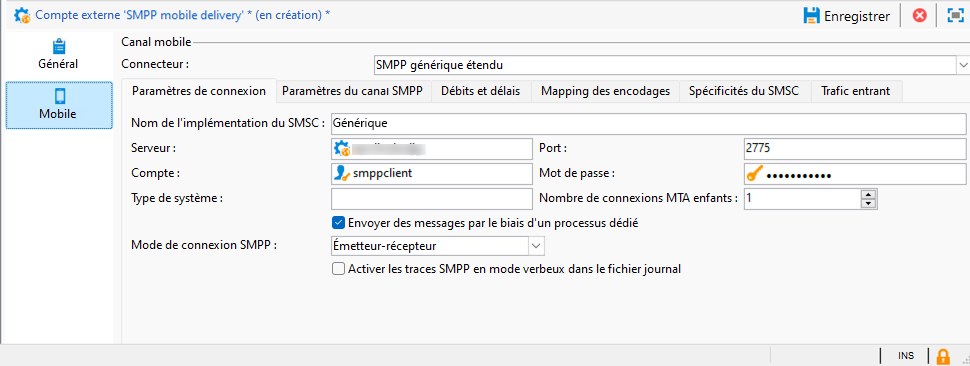 Compte externe 'SMPP mobile delivery' * (en création) *
Enregistrer
Général
Mobile
Canal mobile
Connecteur : SMPP générique étendu
Paramètres de connexion Paramètres du canal SMPP Débits et délais Mapping des encodages Spécificités du SMSC Trafic entrant
Nom de l'implémentation du SMSC : Générique
Serveur : Port : 2775
Compte : smppclient Mot de passe : •••••••••••
Type de système : Nombre de connexions MTA enfants : 1
Envoyer des messages par le biais d'un processus dédié
Mode de connexion SMPP : Émetteur-récepteur
Activer les traces SMPP en mode verbeux dans le fichier journal
INS